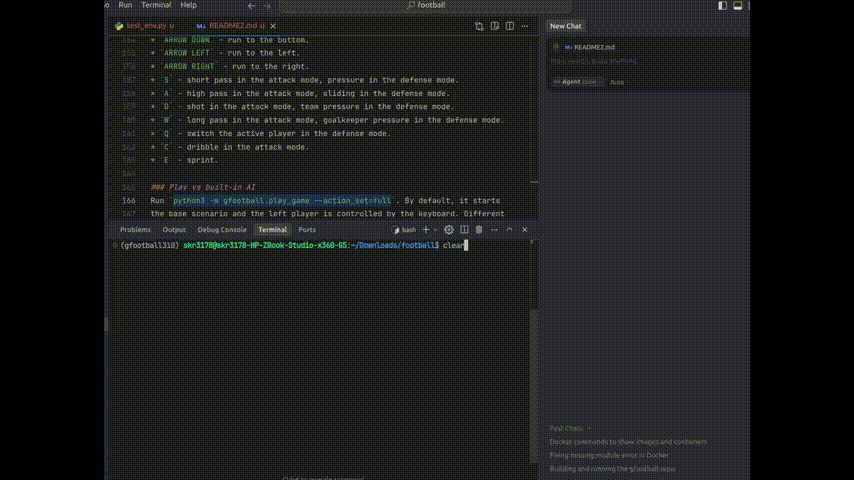 Run Terminal Help football
test_env.py U README2.md U
154 * `ARROW DOWN` - run to the bottom.
155 * `ARROW LEFT` - run to the left.
156 * `ARROW RIGHT` - run to the right.
157 * `S` - short pass in the attack mode, pressure in the defense mode.
158 * `A` - high pass in the attack mode, sliding in the defense mode.
159 * `D` - shot in the attack mode, team pressure in the defense mode.
160 * `W` - long pass in the attack mode, goalkeeper pressure in the defense mode.
161 * `Q` - switch the active player in the defense mode.
162 * `C` - dribble in the attack mode.
163 * `E` - sprint.
165 ### Play vs built-in AI
166 Run `python3 -m gfootball.play_game --action_set=full`. By default, it starts
167 the base scenario and the left player is controlled by the keyboard. Different
Problems Output Debug Console Terminal Ports bash
(gfootball310) skr3178@skr3178-HP-ZBook-Studio-x360-G5:~/Downloads/football$ clear
New Chat
README2.md
Agent Auto
Past Chats
Docker commands to show images and containers
Fixing missing module error in Docker
Building and running the gfootball repo